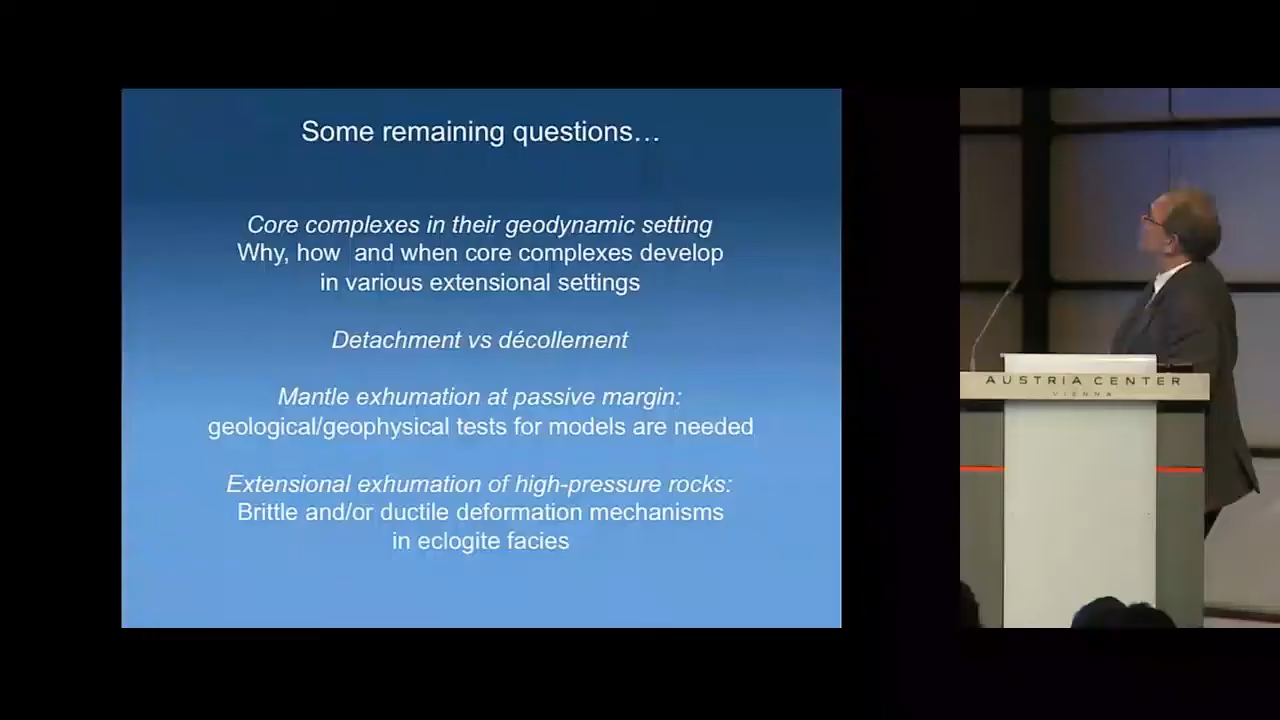 Some remaining questions…
Core complexes in their geodynamic setting
Why, how  and when core complexes develop
in various extensional settings
Detachment vs décollement
Mantle exhumation at passive margin:
geological/geophysical tests for models are needed
Extensional exhumation of high-pressure rocks:
Brittle and/or ductile deformation mechanisms
in eclogite facies
AUSTRIA CENTER
VIENNA